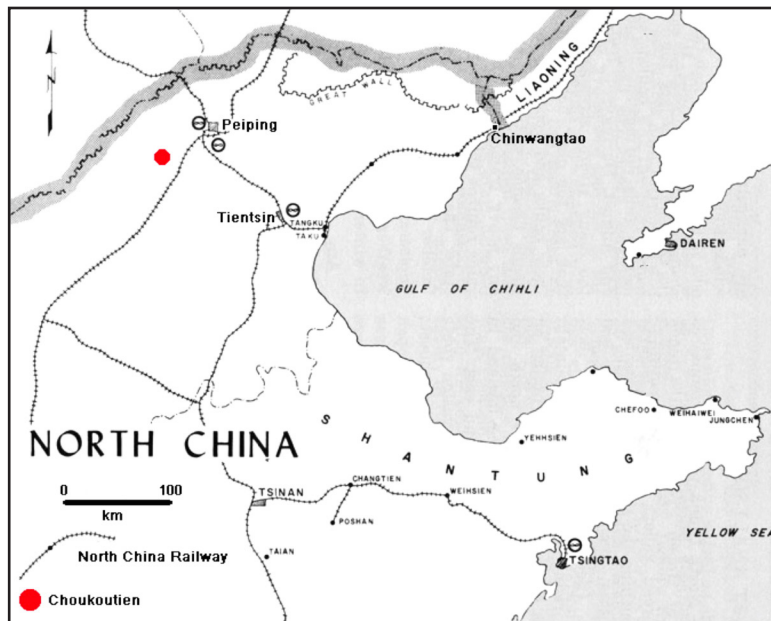 N
LIAONING
GREAT WALL
Peiping
Chinwangtao
Tientsin
TANGKU
TAKU
DAIREN
GULF OF CHIHLI
SHANTUNG
CHEFOO
WEIHAIWEI
JUNGCHEN
YEHHSIEN
NORTH CHINA
0 100
km
CHANGTIEN
TSINAN
WEIHSIEN
POSHAN
YELLOW SEA
North China Railway
TAIAN
TSINGTAO
Choukoutien